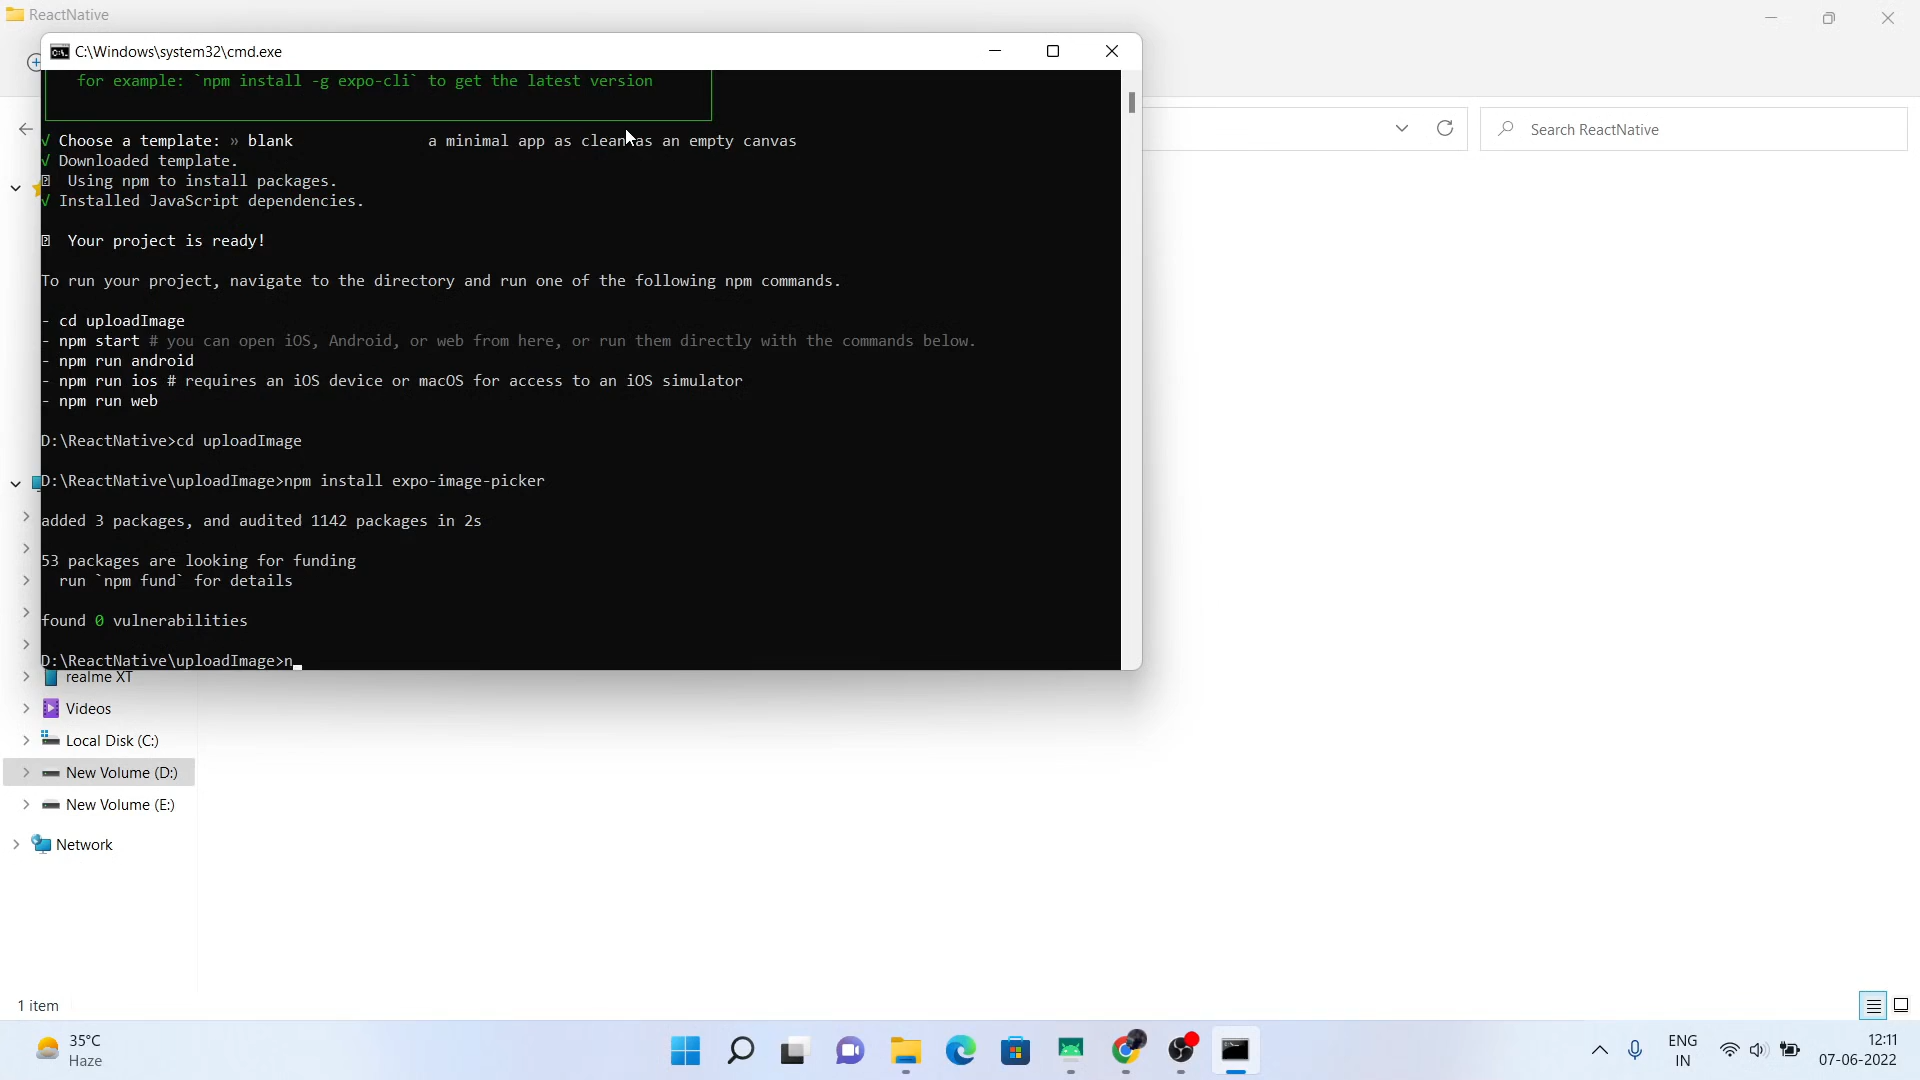 ReactNative
C:\Windows\system32\cmd.exe
for example: `npm install -g expo-cli` to get the latest version
√ Choose a template: » blank a minimal app as clean as an empty canvas
√ Downloaded template.
Using npm to install packages.
√ Installed JavaScript dependencies.
Your project is ready!
To run your project, navigate to the directory and run one of the following npm commands.
- cd uploadImage
- npm start # you can open iOS, Android, or web from here, or run them directly with the commands below.
- npm run android
- npm run ios # requires an iOS device or macOS for access to an iOS simulator
- npm run web
D:\ReactNative>cd uploadImage
D:\ReactNative\uploadImage>npm install expo-image-picker
added 3 packages, and audited 1142 packages in 2s
53 packages are looking for funding
run `npm fund` for details
found 0 vulnerabilities
D:\ReactNative\uploadImage>n
Search ReactNative
realme XT
Videos
Local Disk (C:)
New Volume (D:)
New Volume (E:)
Network
1 item
35°C
Haze
ENG
IN
12:11
07-06-2022